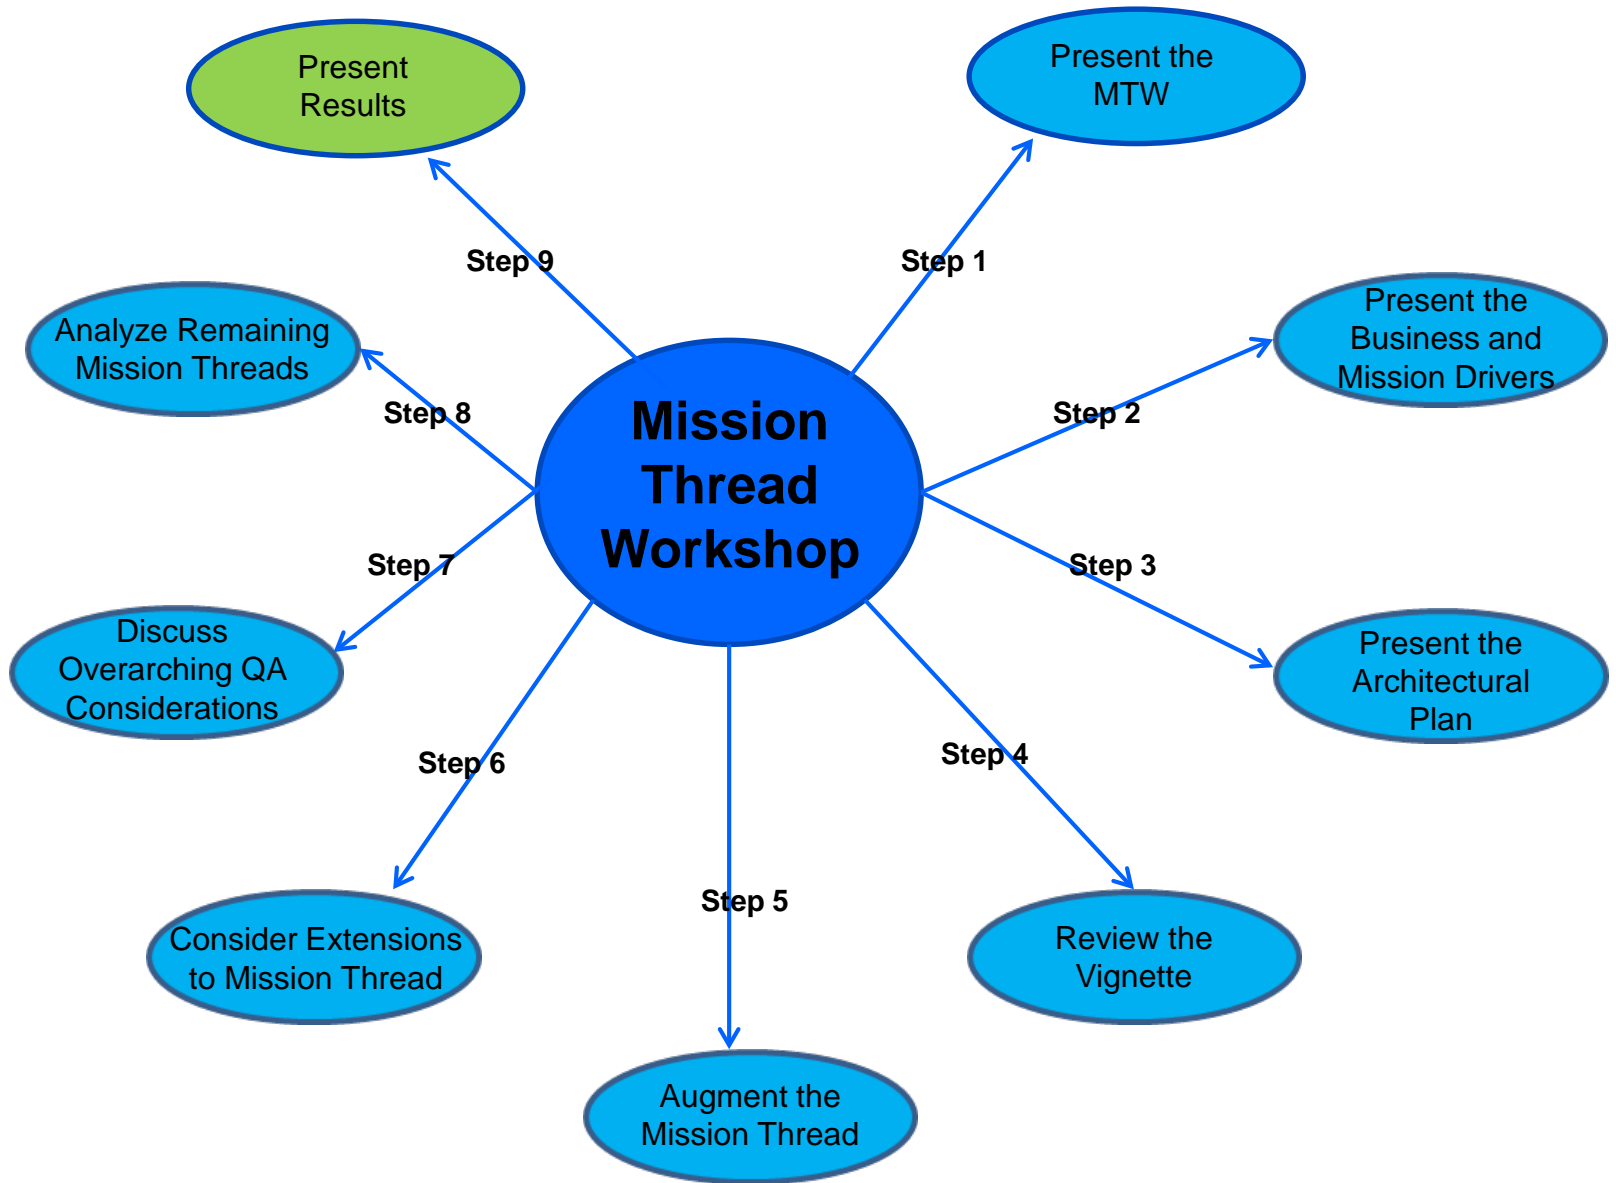 Present
Results
Present the
MTW
Step 9
Step 1
Analyze Remaining
Mission Threads
Present the
Business and
Mission Drivers
Step 8
Step 2
Mission
Thread
Workshop
Step 7
Step 3
Discuss
Overarching QA
Considerations
Present the
Architectural
Plan
Step 6
Step 4
Step 5
Consider Extensions
to Mission Thread
Review the
Vignette
Augment the
Mission Thread